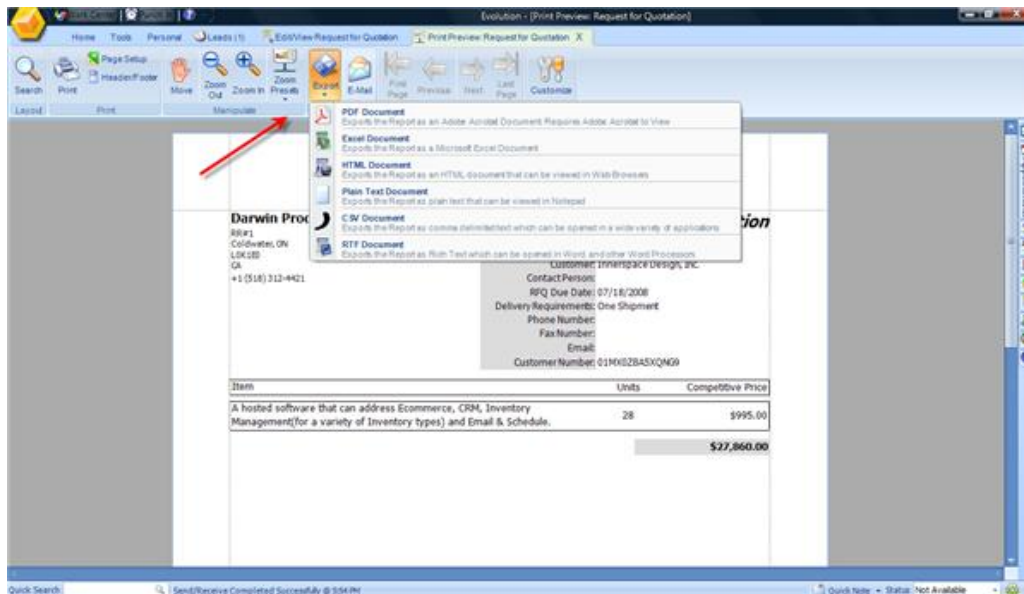 Evolution - [Print Preview: Request for Quotation]
Home Tools Personal Leads (1) Edit/View Request for Quotation Print Preview: Request for Quotation X
Search Print Page Setup Header/Footer Move Zoom Out Zoom In Zoom Presets Export E-Mail First Page Previous Next Last Page Customize
Layout Print Manipulate
PDF Document
Exports the Report as an Adobe Acrobat Document Requires Adobe Acrobat to View
Excel Document
Exports the Report as a Microsoft Excel Document
HTML Document
Exports the Report as an HTML document that can be viewed in Web Browsers
Plain Text Document
Exports the Report as plain text that can be viewed in Notepad
CSV Document
Exports the Report as comma delimited text which can be opened in a wide variety of applications
RTF Document
Exports the Report as Rich Text which can be opened in Word and other Word Processors
Darwin Prod
tion
RR#1
Coldwater, ON
CA
+1 (518) 312-4421
Customer: Innerspace Design, Inc.
Contact Person:
RFQ Due Date: 07/18/2008
Delivery Requirements: One Shipment
Phone Number:
Fax Number:
Email:
Customer Number:
Item Units Competitive Price
A hosted software that can address Ecommerce, CRM, Inventory
Management(for a variety of Inventory types) and Email & Schedule.
28 $995.00
$27,860.00
Quick Search Send/Receive Completed Successfully @ 5:54 PM Quick Note Status: Not Available